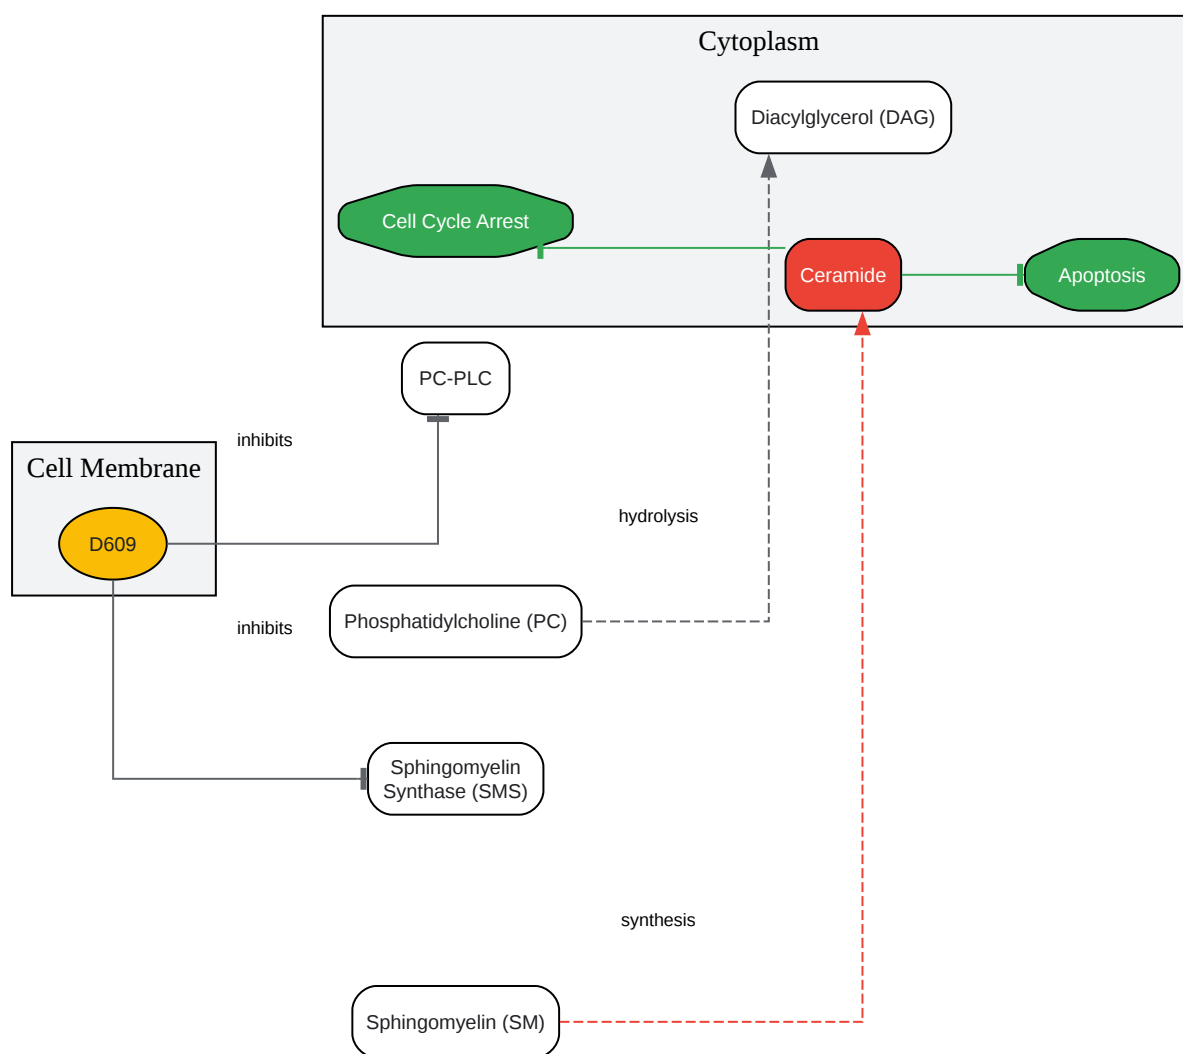 Cytoplasm
Diacylglycerol (DAG)
Cell Cycle Arrest
Ceramide
Apoptosis
PC-PLC
inhibits
Cell Membrane
D609
hydrolysis
Phosphatidylcholine (PC)
inhibits
Sphingomyelin
Synthase (SMS)
synthesis
Sphingomyelin (SM)